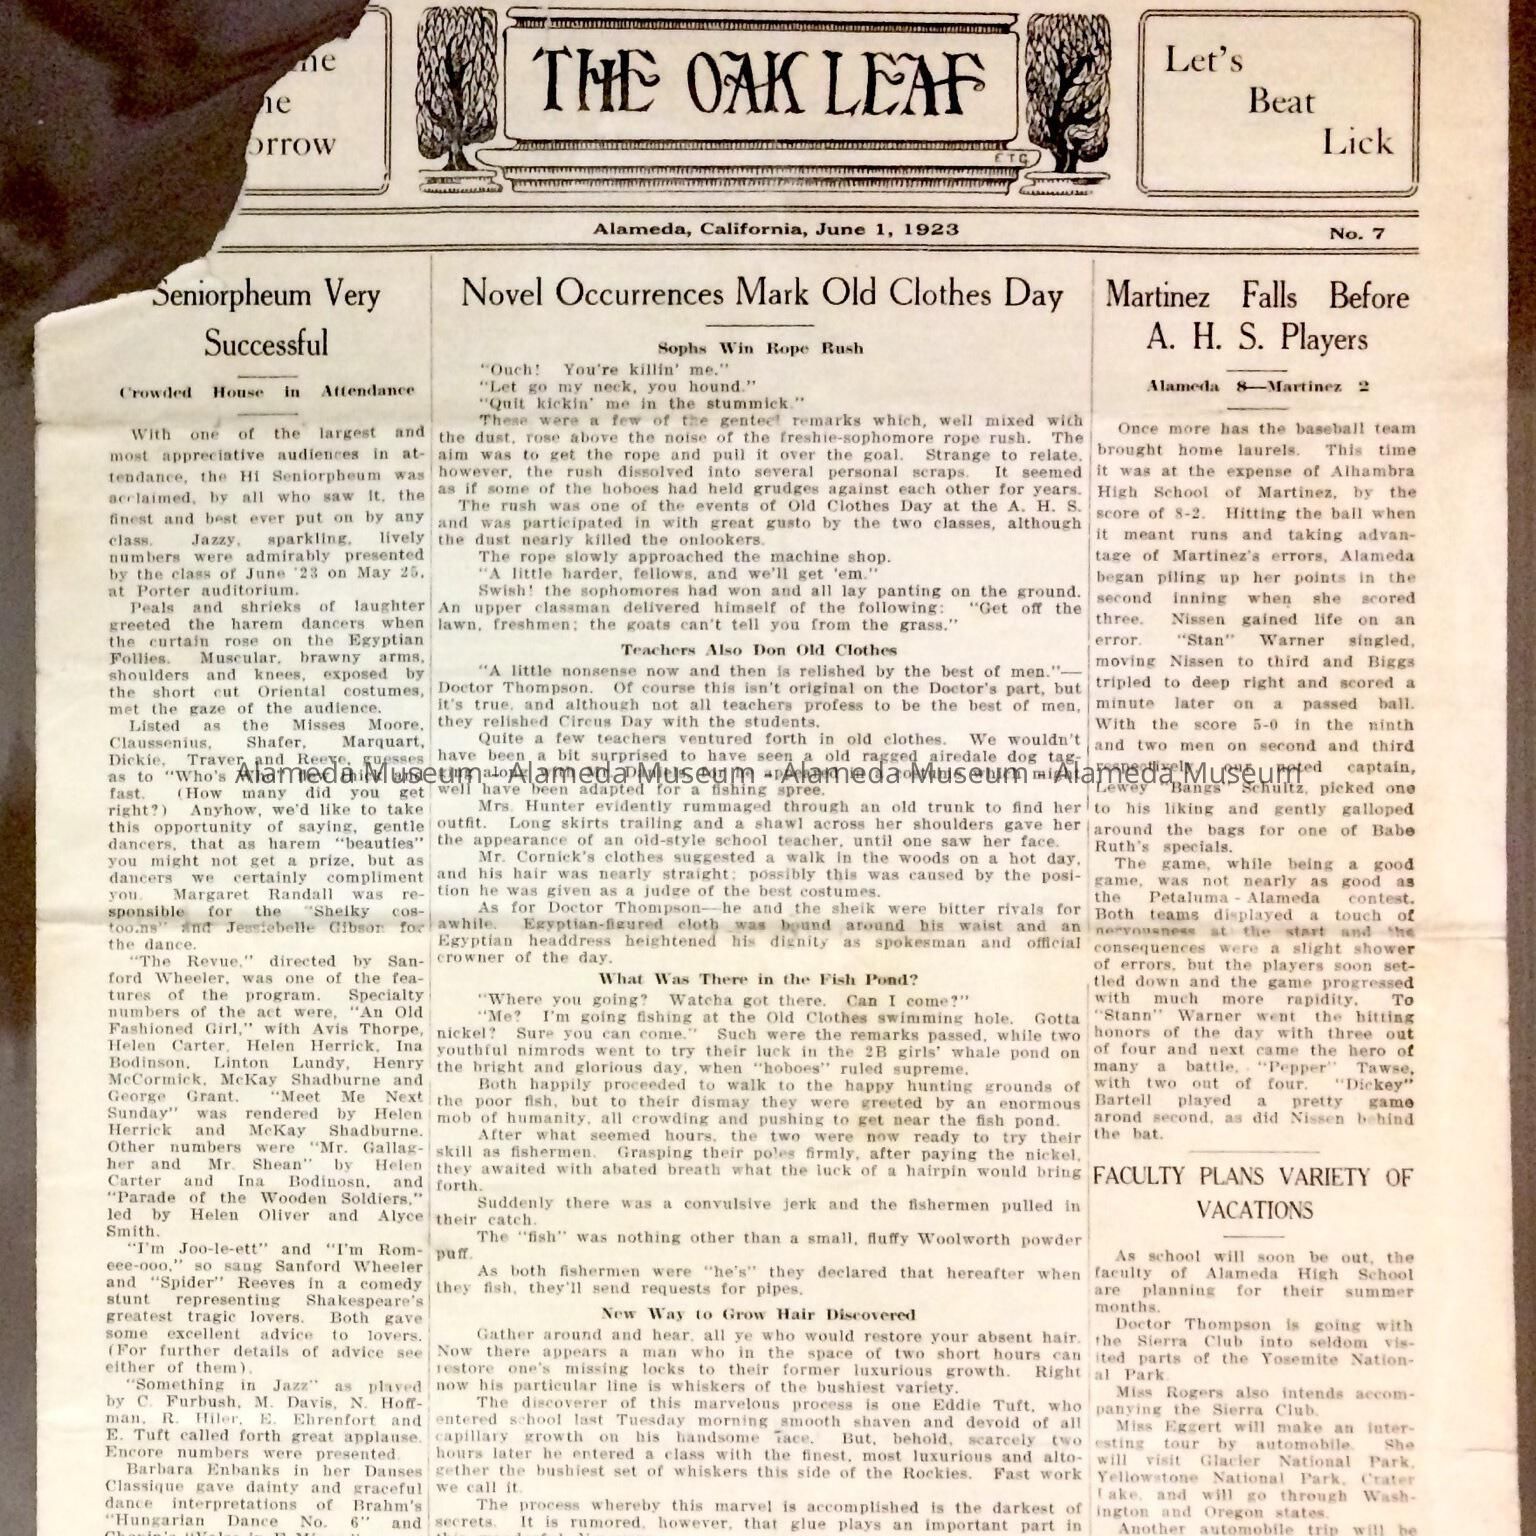 me
he
orrow
THE OAK LEAF
ETG
Let's
Beat
Lick
Alameda, California, June 1, 1923
No. 7
Seniorpheum Very
Successful
Crowded House in Attendance
With one of the largest and
most appreciative audiences in at-
tendance, the Hi Seniorpheum was
acclaimed, by all who saw it, the
finest and best ever put on by any
class. Jazzy, sparkling, lively
numbers were admirably presented
by the class of June '23 on May 25,
at Porter auditorium.
Peals and shrieks of laughter
greeted the harem dancers when
the curtain rose on the Egyptian
Follies. Muscular, brawny arms,
shoulders and knees, exposed by
the short cut Oriental costumes,
met the gaze of the audience.
Listed as the Misses Moore,
Claussenius, Shafer, Marquart,
Dickie, Traver and Reeve, guesses
as to "Who's Who" flew thick and
fast. (How many did you get
right?) Anyhow, we'd like to take
this opportunity of saying, gentle
dancers, that as harem "beauties"
you might not get a prize, but as
dancers we certainly compliment
you. Margaret Randall was re-
sponsible for the "Sheiky cos-
too.ns" and Jessiebelle Gibson for
the dance.
"The Revue," directed by San-
ford Wheeler, was one of the fea-
tures of the program. Specialty
numbers of the act were, "An Old
Fashioned Girl," with Avis Thorpe,
Helen Carter, Helen Herrick, Ina
Bodinson, Linton Lundy, Henry
McCormick, McKay Shadburne and
George Grant. "Meet Me Next
Sunday" was rendered by Helen
Herrick and McKay Shadburne.
Other numbers were "Mr. Gallag-
her and Mr. Shean" by Helen
Carter and Ina Bodinosn, and
"Parade of the Wooden Soldiers,"
led by Helen Oliver and Alyce
Smith.
"I'm Joo-le-ett" and "I'm Rom-
eee-ooo," so sang Sanford Wheeler
and "Spider" Reeves in a comedy
stunt representing Shakespeare's
greatest tragic lovers. Both gave
some excellent advice to lovers.
(For further details of advice see
either of them).
"Something in Jazz" as played
by C. Furbush, M. Davis, N. Hoff-
man, R. Hiler, E. Ehrenfort and
E. Tuft called forth great applause.
Encore numbers were presented.
Barbara Enbanks in her Danses
Classique gave dainty and graceful
dance interpretations of Brahm's
"Hungarian Dance No. 6" and
Novel Occurrences Mark Old Clothes Day
Sophs Win Rope Rush
"Ouch! You're killin' me."
"Let go my neck, you hound."
"Quit kickin' me in the stummick."
These were a few of the genteel remarks which, well mixed with
the dust, rose above the noise of the freshie-sophomore rope rush. The
aim was to get the rope and pull it over the goal. Strange to relate,
however, the rush dissolved into several personal scraps. It seemed
as if some of the hoboes had held grudges against each other for years.
The rush was one of the events of Old Clothes Day at the A. H. S.
and was participated in with great gusto by the two classes, although
the dust nearly killed the onlookers.
The rope slowly approached the machine shop.
"A little harder, fellows, and we'll get 'em."
Swish! the sophomores had won and all lay panting on the ground.
An upper classman delivered himself of the following: "Get off the
lawn, freshmen; the goats can't tell you from the grass."
Teachers Also Don Old Clothes
"A little nonsense now and then is relished by the best of men."—
Doctor Thompson. Of course this isn't original on the Doctor's part, but
it's true, and although not all teachers profess to be the best of men,
they relished Circus Day with the students.
Quite a few teachers ventured forth in old clothes. We wouldn't
have been a bit surprised to have seen a old ragged airedale dog tag-
well have been adapted for a fishing spree.
Mrs. Hunter evidently rummaged through an old trunk to find her
outfit. Long skirts trailing and a shawl across her shoulders gave her
the appearance of an old-style school teacher, until one saw her face.
Mr. Cornick's clothes suggested a walk in the woods on a hot day,
and his hair was nearly straight; possibly this was caused by the posi-
tion he was given as a judge of the best costumes.
As for Doctor Thompson—he and the sheik were bitter rivals for
awhile. Egyptian-figured cloth was bound around his waist and an
Egyptian headdress heightened his dignity as spokesman and official
crowner of the day.
What Was There in the Fish Pond?
"Where you going? Watcha got there. Can I come?"
"Me? I'm going fishing at the Old Clothes swimming hole. Gotta
nickel? Sure you can come." Such were the remarks passed, while two
youthful nimrods went to try their luck in the 2B girls' whale pond on
the bright and glorious day, when "hoboes" ruled supreme.
Both happily proceeded to walk to the happy hunting grounds of
the poor fish, but to their dismay they were greeted by an enormous
mob of humanity, all crowding and pushing to get near the fish pond.
After what seemed hours, the two were now ready to try their
skill as fishermen. Grasping their poles firmly, after paying the nickel,
they awaited with abated breath what the luck of a hairpin would bring
forth.
Suddenly there was a convulsive jerk and the fishermen pulled in
their catch.
The "fish" was nothing other than a small, fluffy Woolworth powder
puff.
As both fishermen were "he's" they declared that hereafter when
they fish, they'll send requests for pipes.
New Way to Grow Hair Discovered
Gather around and hear, all ye who would restore your absent hair.
Now there appears a man who in the space of two short hours can
restore one's missing locks to their former luxurious growth. Right
now his particular line is whiskers of the bushiest variety.
The discoverer of this marvelous process is one Eddie Tuft, who
entered school last Tuesday morning smooth shaven and devoid of all
capillary growth on his handsome face. But, behold, scarcely two
hours later he entered a class with the finest, most luxurious and alto-
gether the bushiest set of whiskers this side of the Rockies. Fast work
we call it.
The process whereby this marvel is accomplished is the darkest of
secrets. It is rumored, however, that glue plays an important part in
Martinez Falls Before
A. H. S. Players
Alameda 8—Martinez 2
Once more has the baseball team
brought home laurels. This time
it was at the expense of Alhambra
High School of Martinez, by the
score of 8-2. Hitting the ball when
it meant runs and taking advan-
tage of Martinez's errors, Alameda
began piling up her points in the
second inning when she scored
three. Nissen gained life on an
error. "Stan" Warner singled,
moving Nissen to third and Biggs
tripled to deep right and scored a
minute later on a passed ball.
With the score 5-0 in the ninth
and two men on second and third
respectively, our noted captain,
Lewey "Bangs" Schultz, picked one
to his liking and gently galloped
around the bags for one of Babe
Ruth's specials.
The game, while being a good
game, was not nearly as good as
the Petaluma-Alameda contest.
Both teams displayed a touch of
nervousness at the start and the
consequences were a slight shower
of errors, but the players soon set-
tled down and the game progressed
with much more rapidity. To
"Stann" Warner went the hitting
honors of the day with three out
of four and next came the hero of
many a battle, "Pepper" Tawse,
with two out of four. "Dickey"
Bartell played a pretty game
arond second, as did Nissen behind
the bat.
FACULTY PLANS VARIETY OF
VACATIONS
As school will soon be out, the
faculty of Alameda High School
are planning for their summer
months.
Doctor Thompson is going with
the Sierra Club into seldom vis-
ited parts of the Yosemite Nation-
al Park.
Miss Rogers also intends accom-
panying the Sierra Club.
Miss Eggert will make an inter-
esting tour by automobile. She
will visit Glacier National Park,
Yellowstone National Park, Crater
Lake, and will go through Wash-
ington and Oregon states.
Another automobile trip will be
Alameda Museum - Alameda Museum - Alameda Museum - Alameda Museum